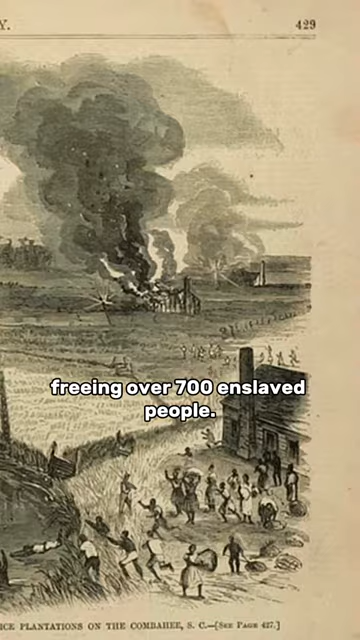 Y.
429
freeing over 700 enslaved
people.
ICE PLANTATIONS ON THE COMBAHEE, S. C.—[SEE PAGE 427.]